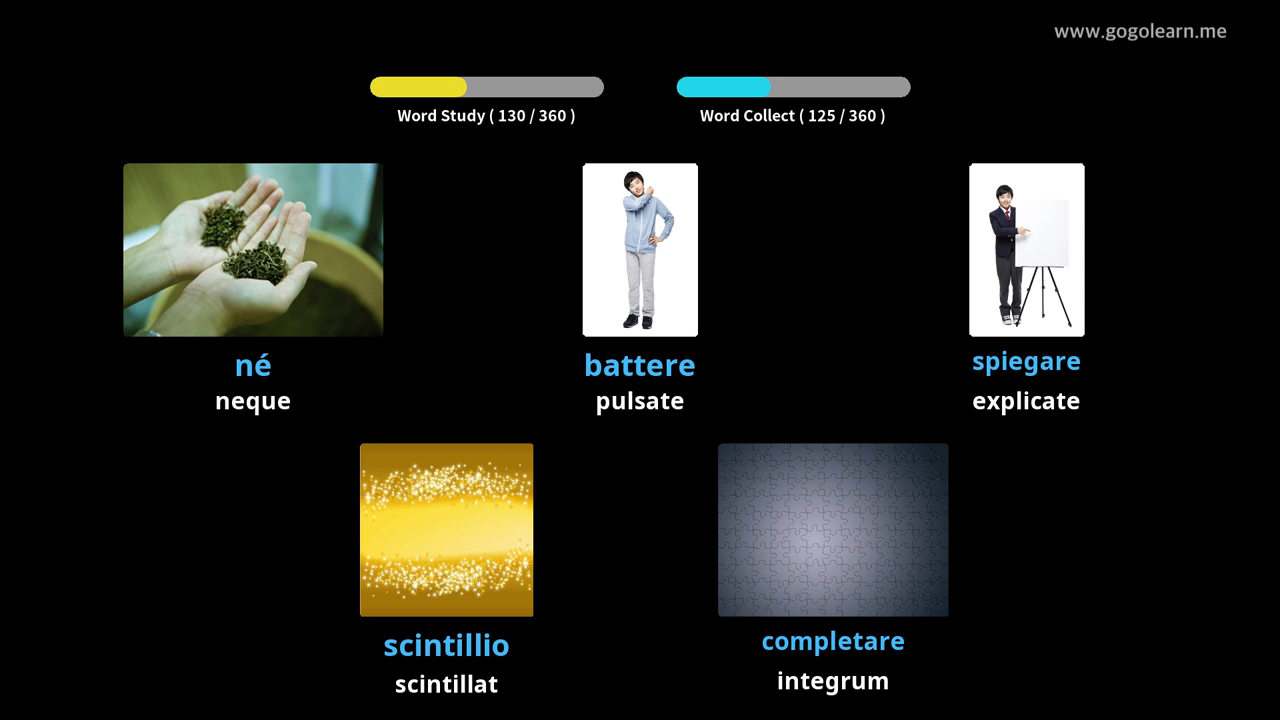 www.gogolearn.me
Word Study ( 130 / 360 )
Word Collect ( 125 / 360 )
né
neque
battere
pulsate
spiegare
explicate
scintillio
scintillat
completare
integrum